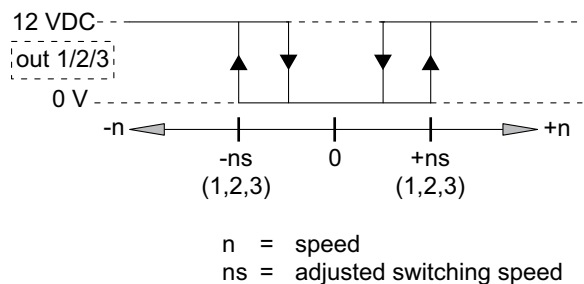 12 VDC
out 1/2/3
0 V
-n +n
-ns 0 +ns
(1,2,3) (1,2,3)
n = speed
ns = adjusted switching speed